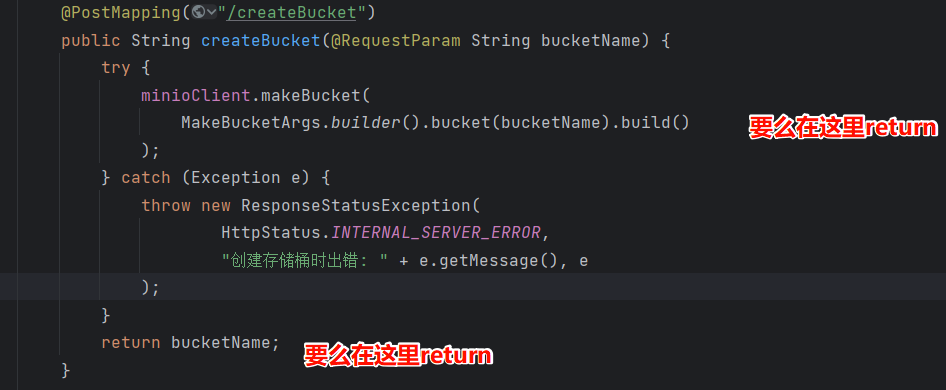 @PostMapping("/createBucket")
public String createBucket(@RequestParam String bucketName) {
try {
minioClient.makeBucket(
MakeBucketArgs.builder().bucket(bucketName).build() 要么在这里return
);
} catch (Exception e) {
throw new ResponseStatusException(
HttpStatus.INTERNAL_SERVER_ERROR,
"创建存储桶时出错: " + e.getMessage(), e
);
}
return bucketName; 要么在这里return
}